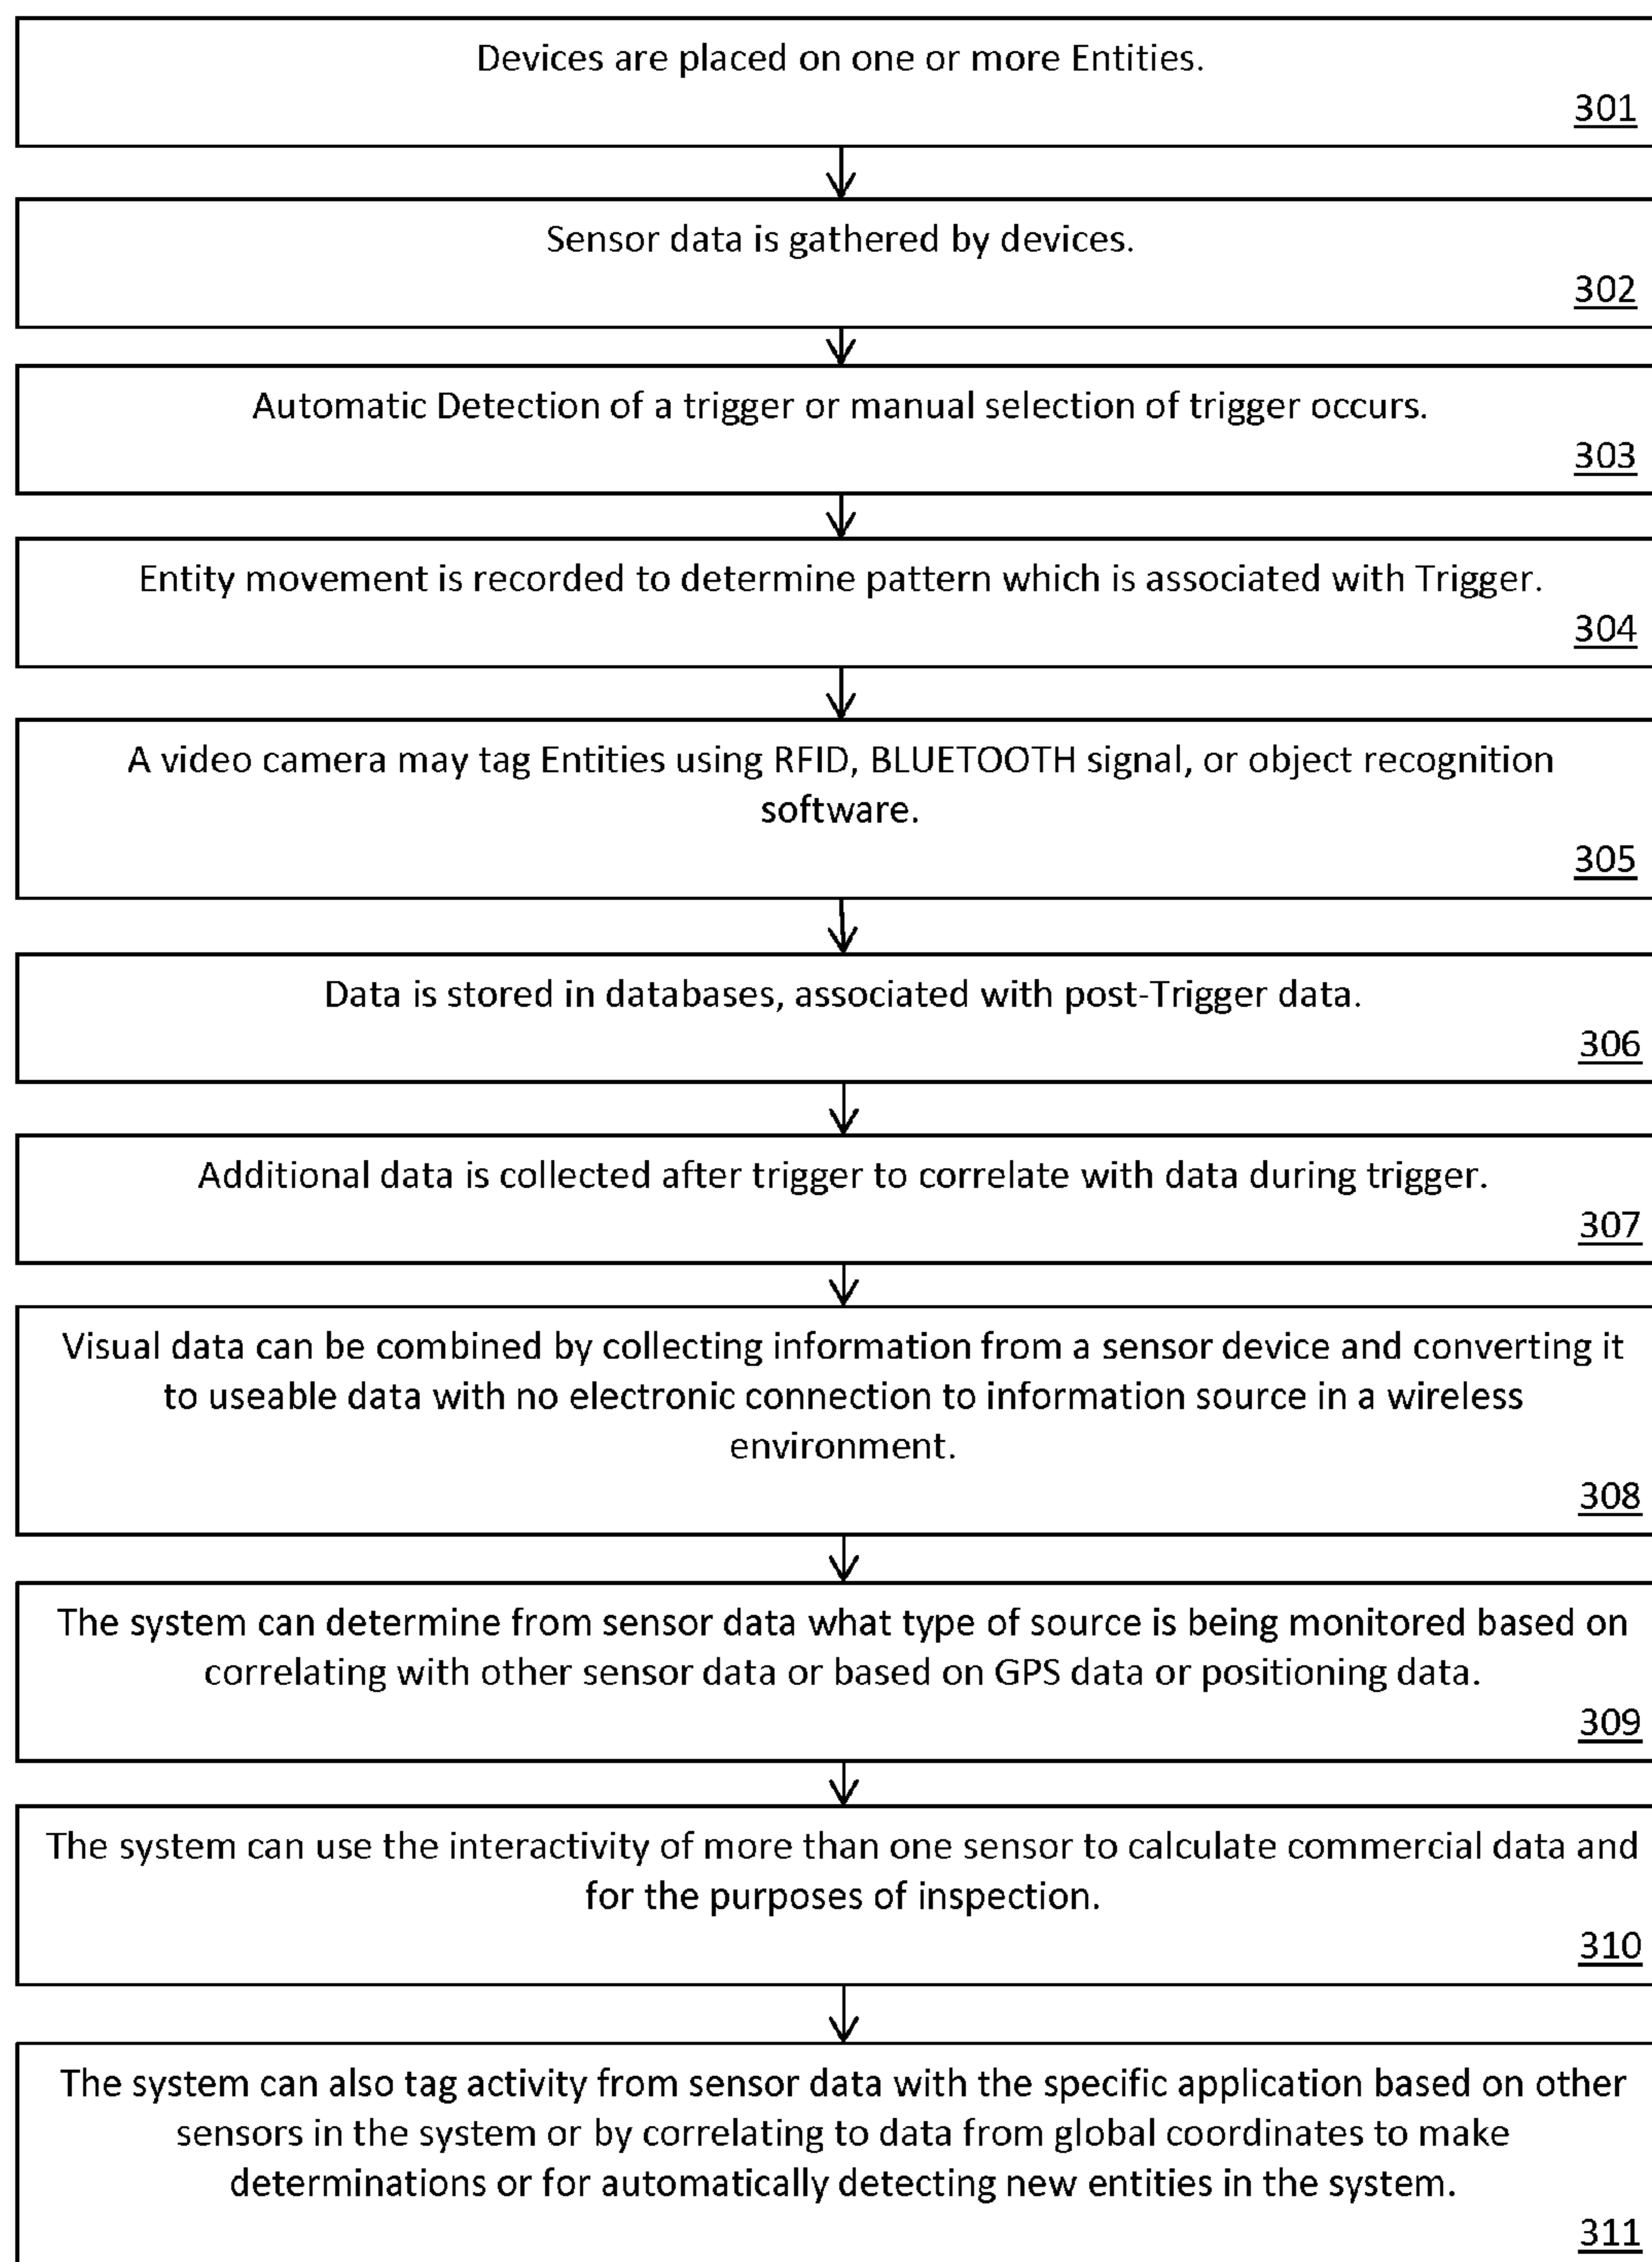 Devices are placed on one or more Entities.
301
Sensor data is gathered by devices.
302
Automatic Detection of a trigger or manual selection of trigger occurs.
303
Entity movement is recorded to determine pattern which is associated with Trigger.
304
A video camera may tag Entities using RFID, BLUETOOTH signal, or object recognition
software.
305
Data is stored in databases, associated with post-Trigger data.
306
Additional data is collected after trigger to correlate with data during trigger.
307
Visual data can be combined by collecting information from a sensor device and converting it
to useable data with no electronic connection to information source in a wireless
environment.
308
The system can determine from sensor data what type of source is being monitored based on
correlating with other sensor data or based on GPS data or positioning data.
309
The system can use the interactivity of more than one sensor to calculate commercial data and
for the purposes of inspection.
310
The system can also tag activity from sensor data with the specific application based on other
sensors in the system or by correlating to data from global coordinates to make
determinations or for automatically detecting new entities in the system.
311